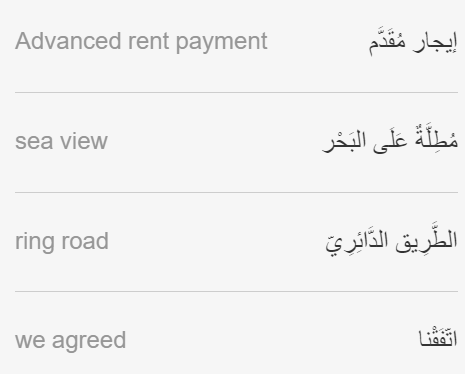 Advanced rent payment إيجار مُقَدَّم
sea view مُطِلَّةٌ عَلَى البَحْر
ring road الطَّرِيق الدَّائِرِيّ
we agreed اتَّفَقْنا